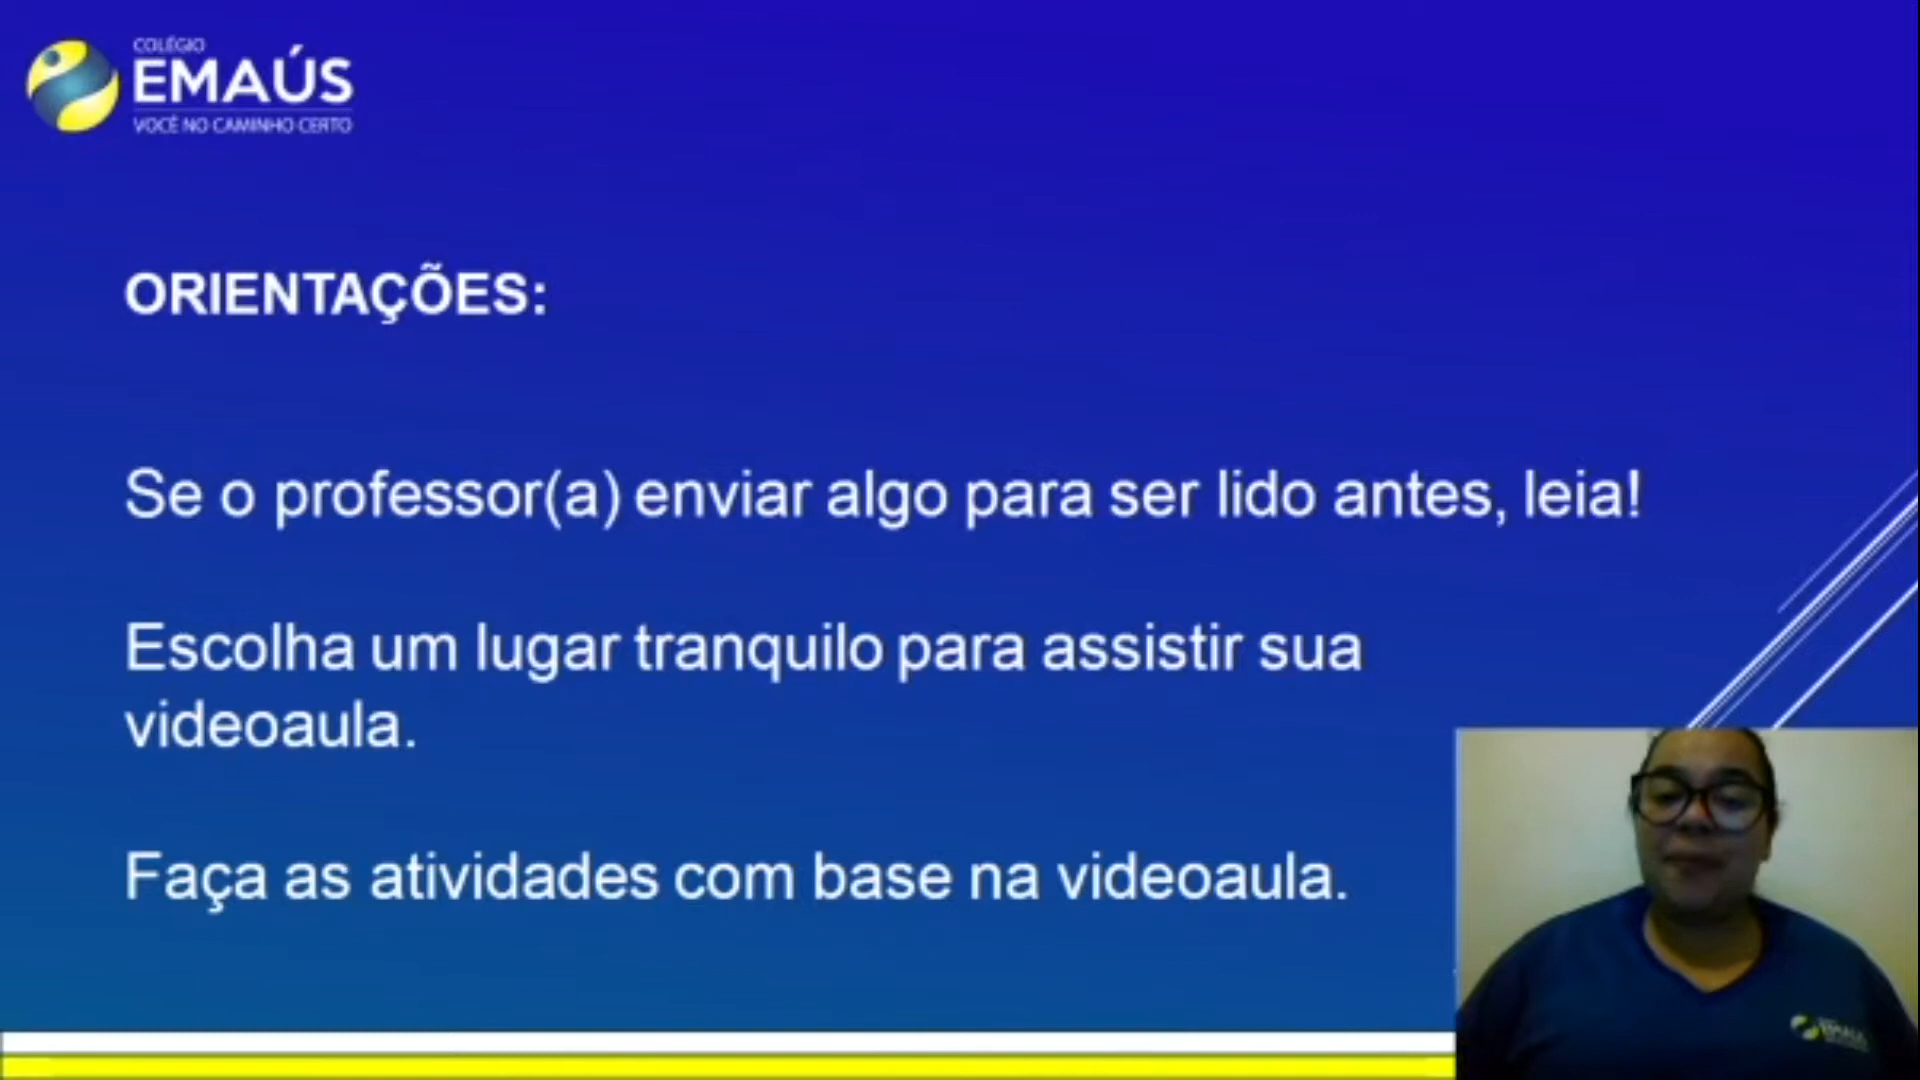 COLÉGIO
EMAÚS
VOCÊ NO CAMINHO CERTO
ORIENTAÇÕES:
Se o professor(a) enviar algo para ser lido antes, leia!
Escolha um lugar tranquilo para assistir sua
videoaula.
Faça as atividades com base na videoaula.
EMAÚS